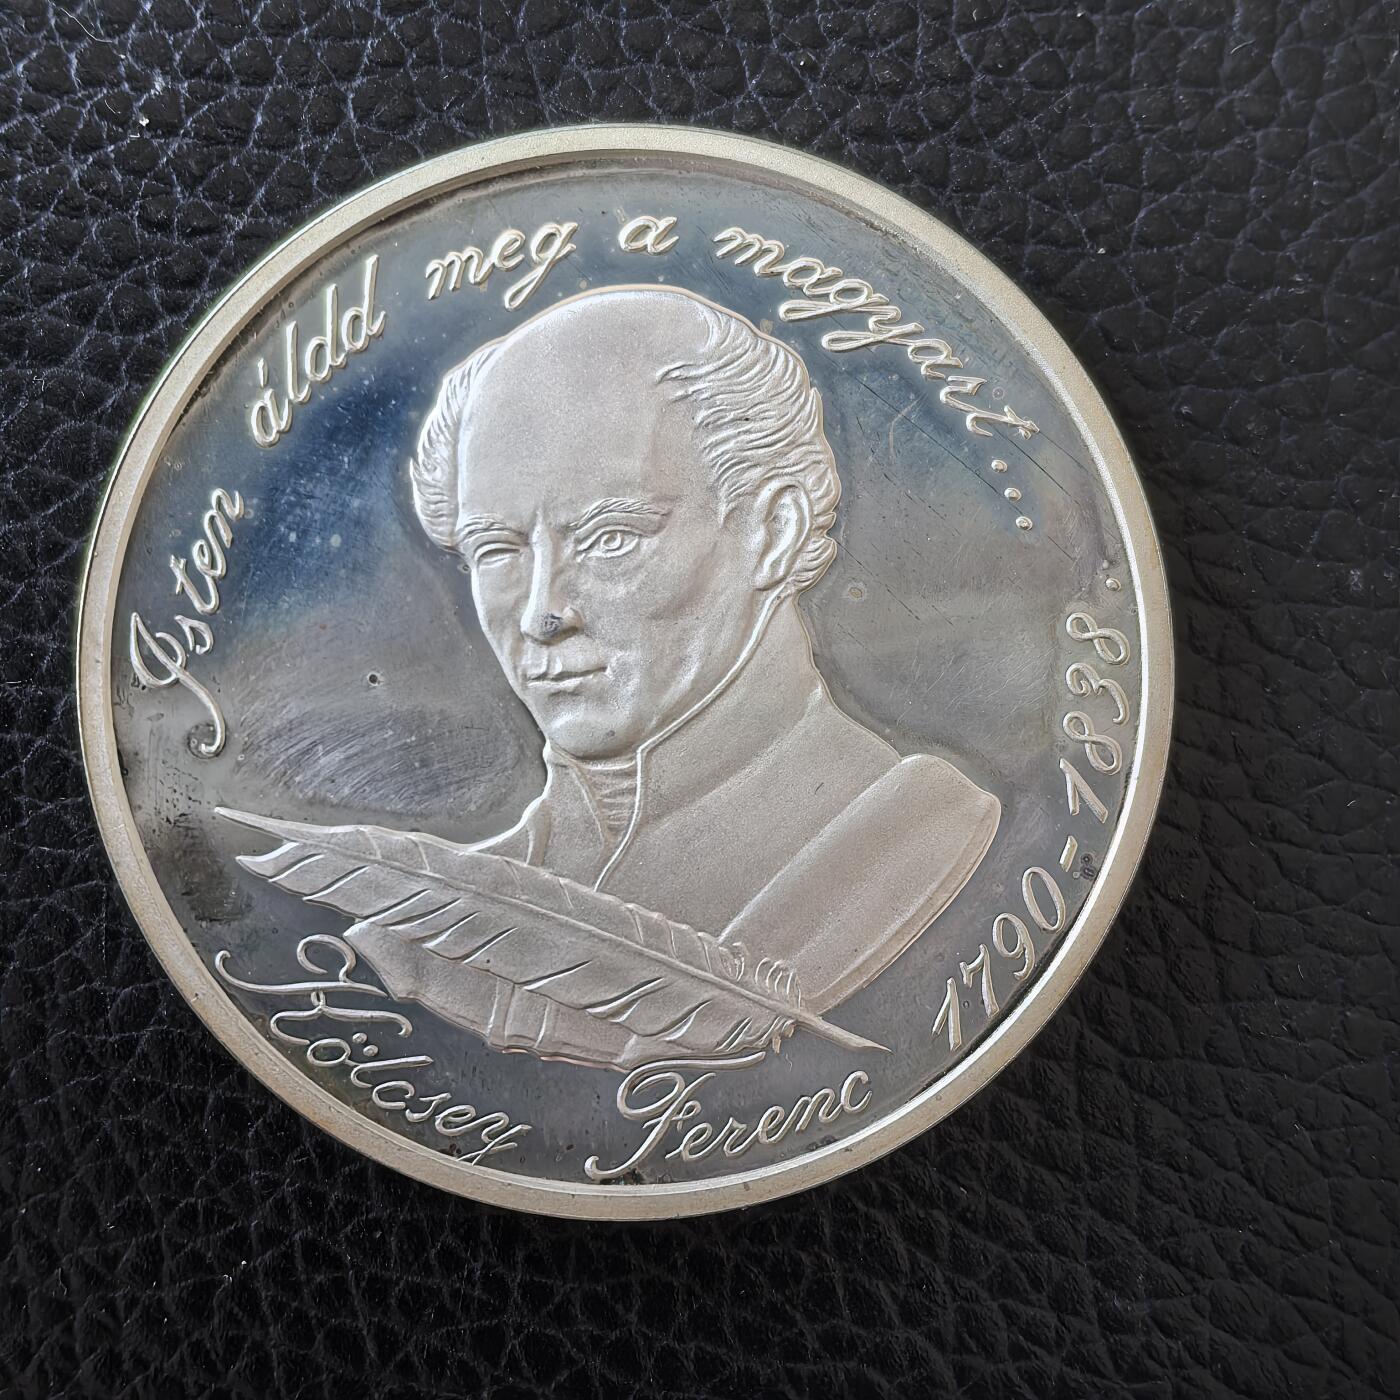 Isten áldd meg a magyart...
Kölcsey Ferenc
1790-1838.